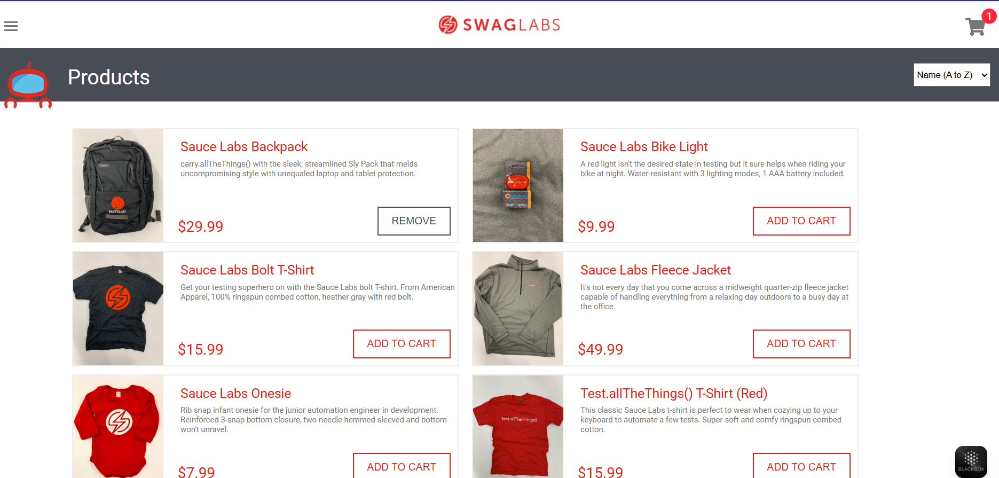 SWAGLABS
1
Products
Name (A to Z)
Sauce Labs Backpack
carry.allTheThings() with the sleek, streamlined Sly Pack that melds
uncompromising style with unequaled laptop and tablet protection.
SAUCELABS
$29.99
REMOVE
Sauce Labs Bike Light
A red light isn't the desired state in testing but it sure helps when riding your
bike at night. Water-resistant with 3 lighting modes, 1 AAA battery included.
SAUCELABS
$9.99
ADD TO CART
Sauce Labs Bolt T-Shirt
Get your testing superhero on with the Sauce Labs bolt T-shirt. From American
Apparel, 100% ringspun combed cotton, heather gray with red bolt.
$15.99
ADD TO CART
Sauce Labs Fleece Jacket
It's not every day that you come across a midweight quarter-zip fleece jacket
capable of handling everything from a relaxing day outdoors to a busy day at
the office.
$49.99
ADD TO CART
Sauce Labs Onesie
Rib snap infant onesie for the junior automation engineer in development.
Reinforced 3-snap bottom closure, two-needle hemmed sleeved and bottom
won't unravel.
$7.99
ADD TO CART
Test.allTheThings() T-Shirt (Red)
This classic Sauce Labs t-shirt is perfect to wear when cozying up to your
keyboard to automate a few tests. Super-soft and comfy ringspun combed
cotton.
test.allTheThings()
$15.99
ADD TO CART
BLACKBOX